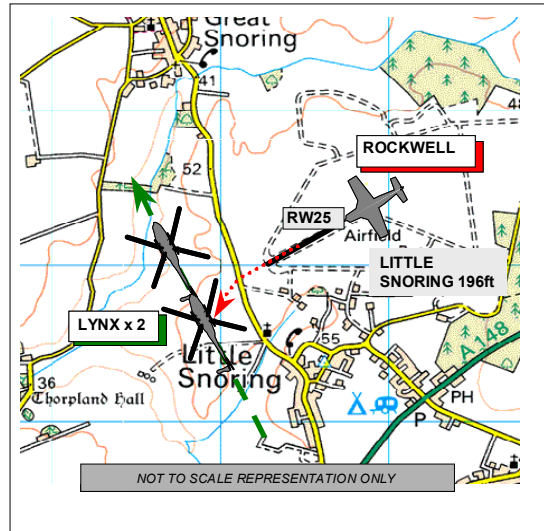 Great
Snoring
41
48
ROCKWELL
52
RW25
Airfield
LITTLE
SNORING 196ft
LYNX x 2
Little
Snoring
55
A 148
36
Thorpland Hall
PH
P
NOT TO SCALE REPRESENTATION ONLY